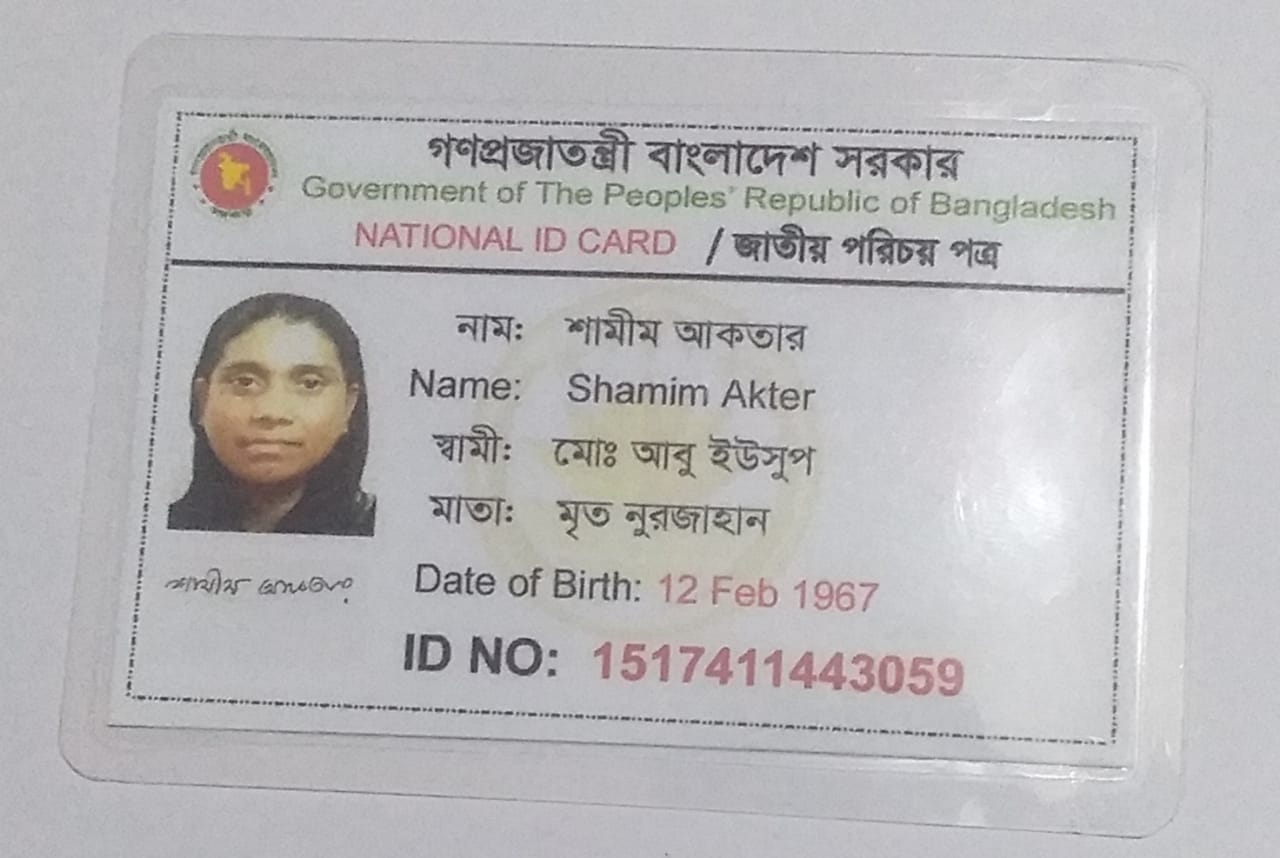 গণপ্রজাতন্ত্রী বাংলাদেশ সরকার
Government of The Peoples' Republic of Bangladesh
NATIONAL ID CARD / জাতীয় পরিচয় পত্র
নাম: শামীম আকতার
Name: Shamim Akter
স্বামী: মোঃ আবু ইউসুপ
মাতা: মৃত নুরজাহান
Date of Birth: 12 Feb 1967
ID NO: 1517411443059